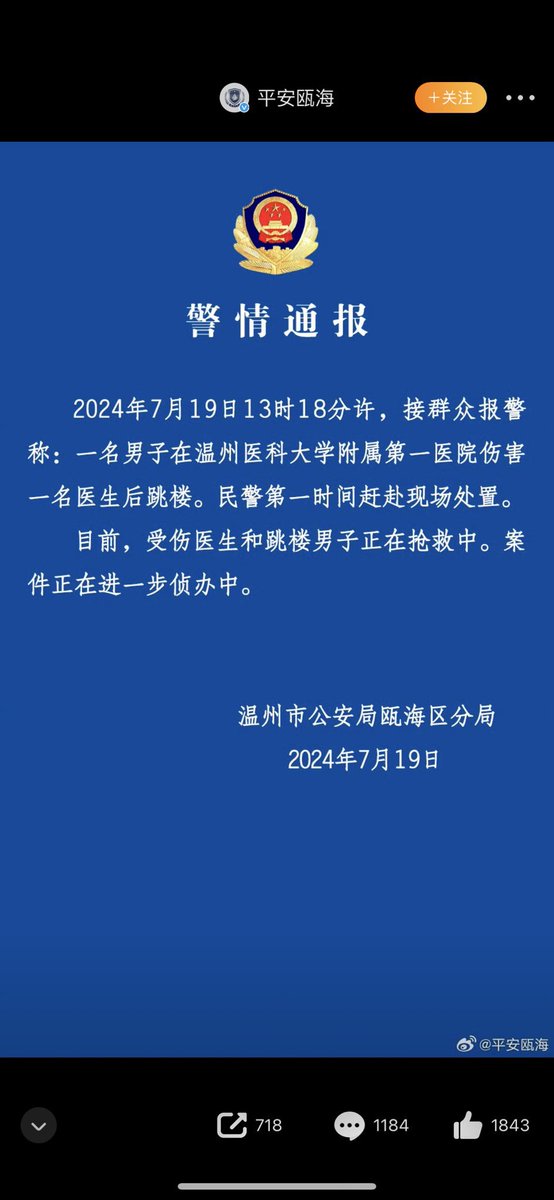 平安瓯海
+关注
警情通报
2024年7月19日13时18分许，接群众报警
称：一名男子在温州医科大学附属第一医院伤害
一名医生后跳楼。民警第一时间赶赴现场处置。
目前，受伤医生和跳楼男子正在抢救中。案
件正在进一步侦办中。
温州市公安局瓯海区分局
2024年7月19日
@平安瓯海
718
1184
1843